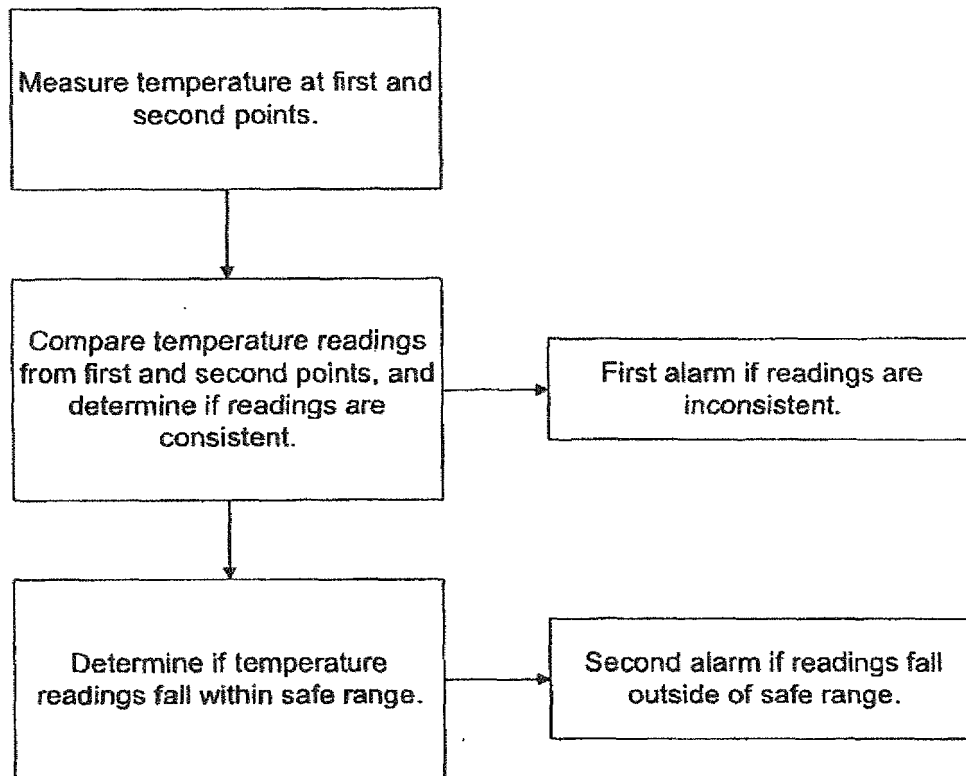 Measure temperature at first and
second points.
Compare temperature readings
from first and second points, and
determine if readings are
consistent.
First alarm if readings are
inconsistent.
Determine if temperature
readings fall within safe range.
Second alarm if readings fall
outside of safe range.